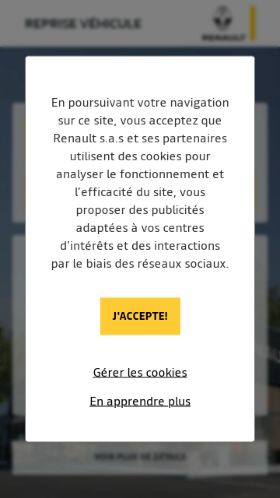 REPRISE VÉHICULE
RENAULT
En poursuivant votre navigation
sur ce site, vous acceptez que
Renault s.a.s et ses partenaires
utilisent des cookies pour
analyser le fonctionnement et
l'efficacité du site, vous
proposer des publicités
adaptées à vos centres
d'intérêts et des interactions
par le biais des réseaux sociaux.
J'ACCEPTE!
Gérer les cookies
En apprendre plus
VOIR PLUS DE DÉTAILS